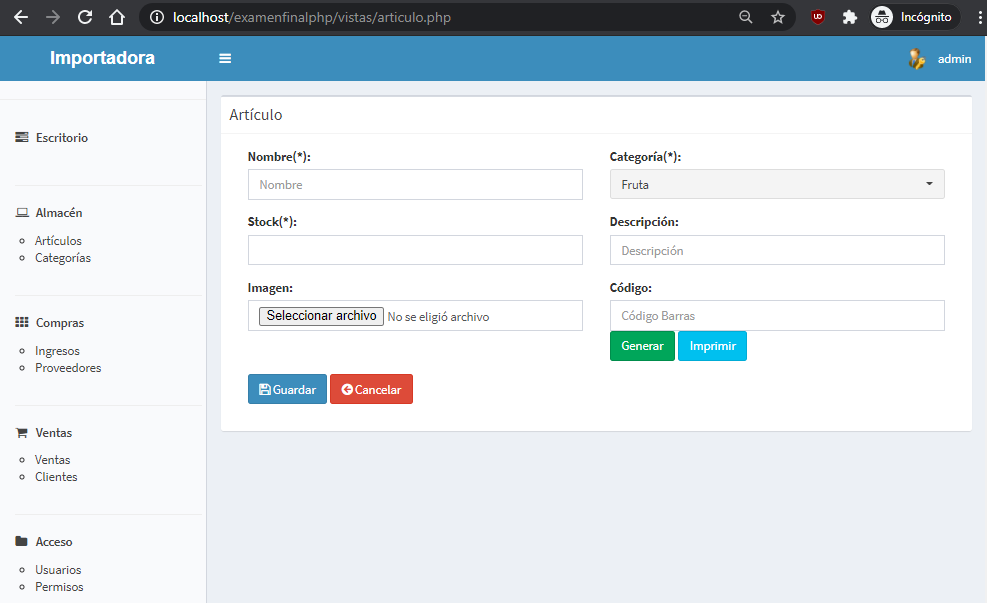 localhost/examenfinalphp/vistas/articulo.php
UD
Incógnito
Importadora
admin
Escritorio
Almacén
Artículos
Categorías
Compras
Ingresos
Proveedores
Ventas
Ventas
Clientes
Acceso
Usuarios
Permisos
Artículo
Nombre(*): Categoría(*):
Nombre Fruta
Stock(*): Descripción:
Descripción
Imagen: Código:
Seleccionar archivo No se eligió archivo Código Barras
Generar Imprimir
Guardar Cancelar